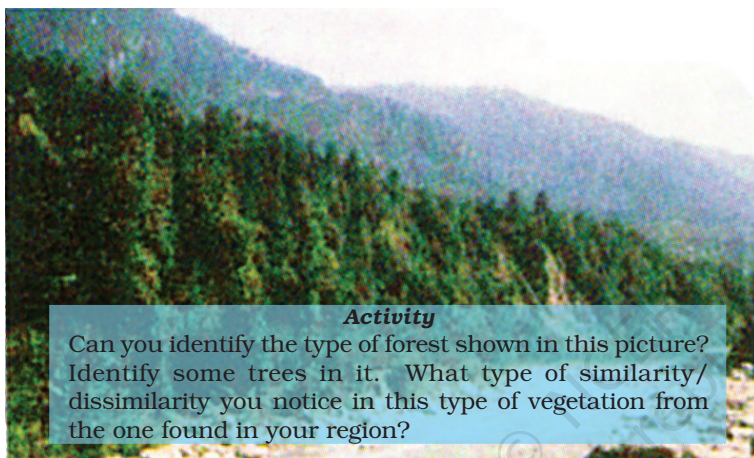 Activity
Can you identify the type of forest shown in this picture?
Identify some trees in it. What type of similarity/
dissimilarity you notice in this type of vegetation from
the one found in your region?
©